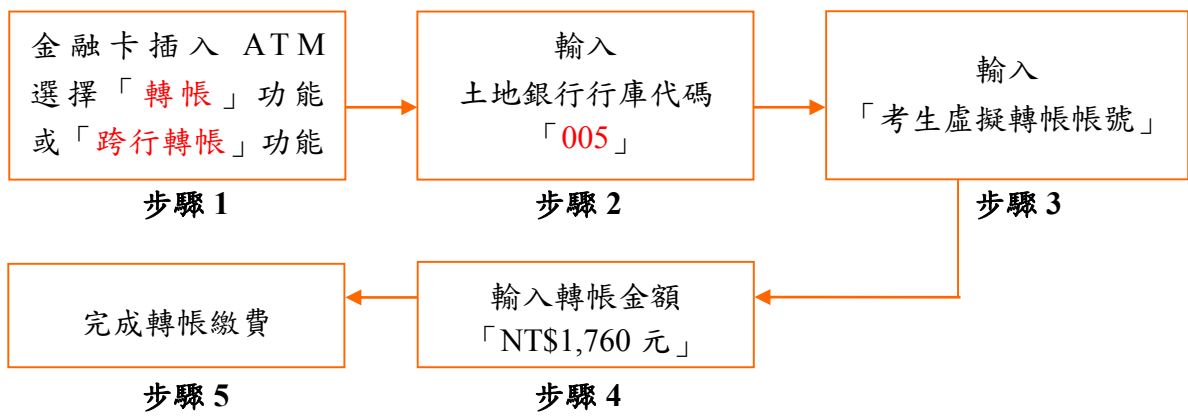 金融卡插入 ATM
選擇「轉帳」功能
或「跨行轉帳」功能
步驟 1
輸入
土地銀行行庫代碼
「005」
步驟 2
輸入
「考生虛擬轉帳帳號」
步驟 3
輸入轉帳金額
「NT$1,760 元」
步驟 4
完成轉帳繳費
步驟 5